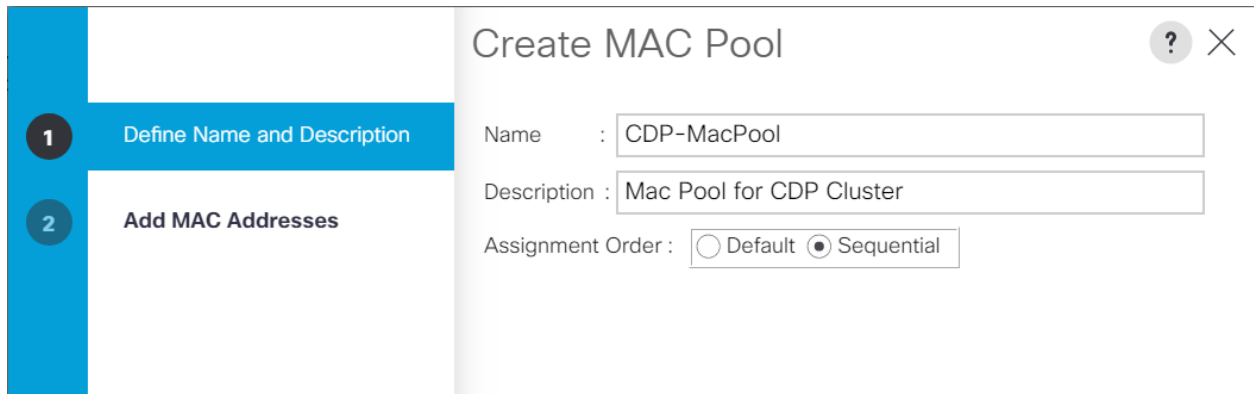 Create MAC Pool
?
1 Define Name and Description
2 Add MAC Addresses
Name : CDP-MacPool
Description : Mac Pool for CDP Cluster
Assignment Order : Default Sequential